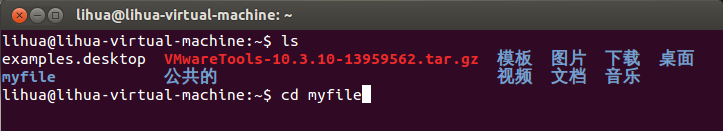 lihua@lihua-virtual-machine: ~
lihua@lihua-virtual-machine:~$ ls
examples.desktop  VMwareTools-10.3.10-13959562.tar.gz  模板  图片  下载  桌面
myfile  公共的  视频  文档  音乐
lihua@lihua-virtual-machine:~$ cd myfile